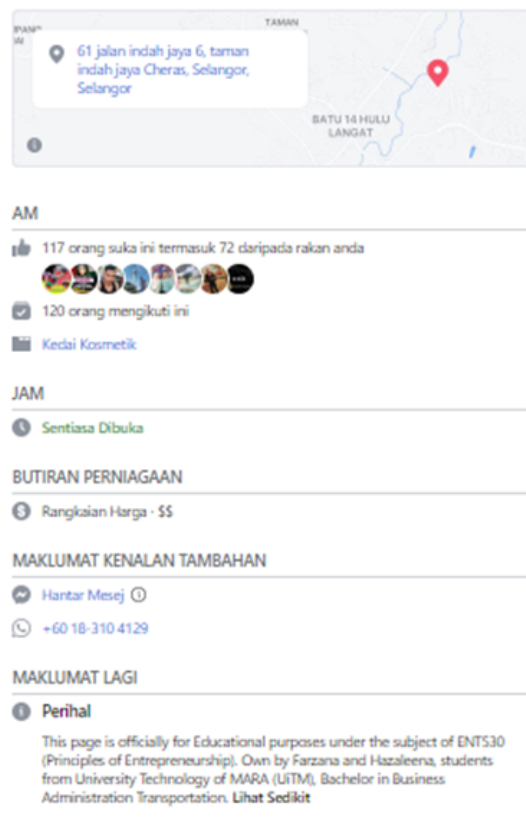 TAMAN
61 jalan indah jaya 6, taman
indah jaya Cheras, Selangor,
Selangor
BATU 14 HULU
LANGAT
AM
117 orang suka ini termasuk 72 daripada rakan anda
120 orang mengikuti ini
Kedai Kosmetik
JAM
Sentiasa Dibuka
BUTIRAN PERNIAGAAN
Rangkaian Harga · $$
MAKLUMAT KENALAN TAMBAHAN
Hantar Mesej
+60 18-310 4129
MAKLUMAT LAGI
Perihal
This page is officially for Educational purposes under the subject of ENT530
(Principles of Entrepreneurship). Own by Farzana and Hazaleena, students
from University Technology of MARA (UiTM), Bachelor in Business
Administration Transportation. Lihat Sedikit